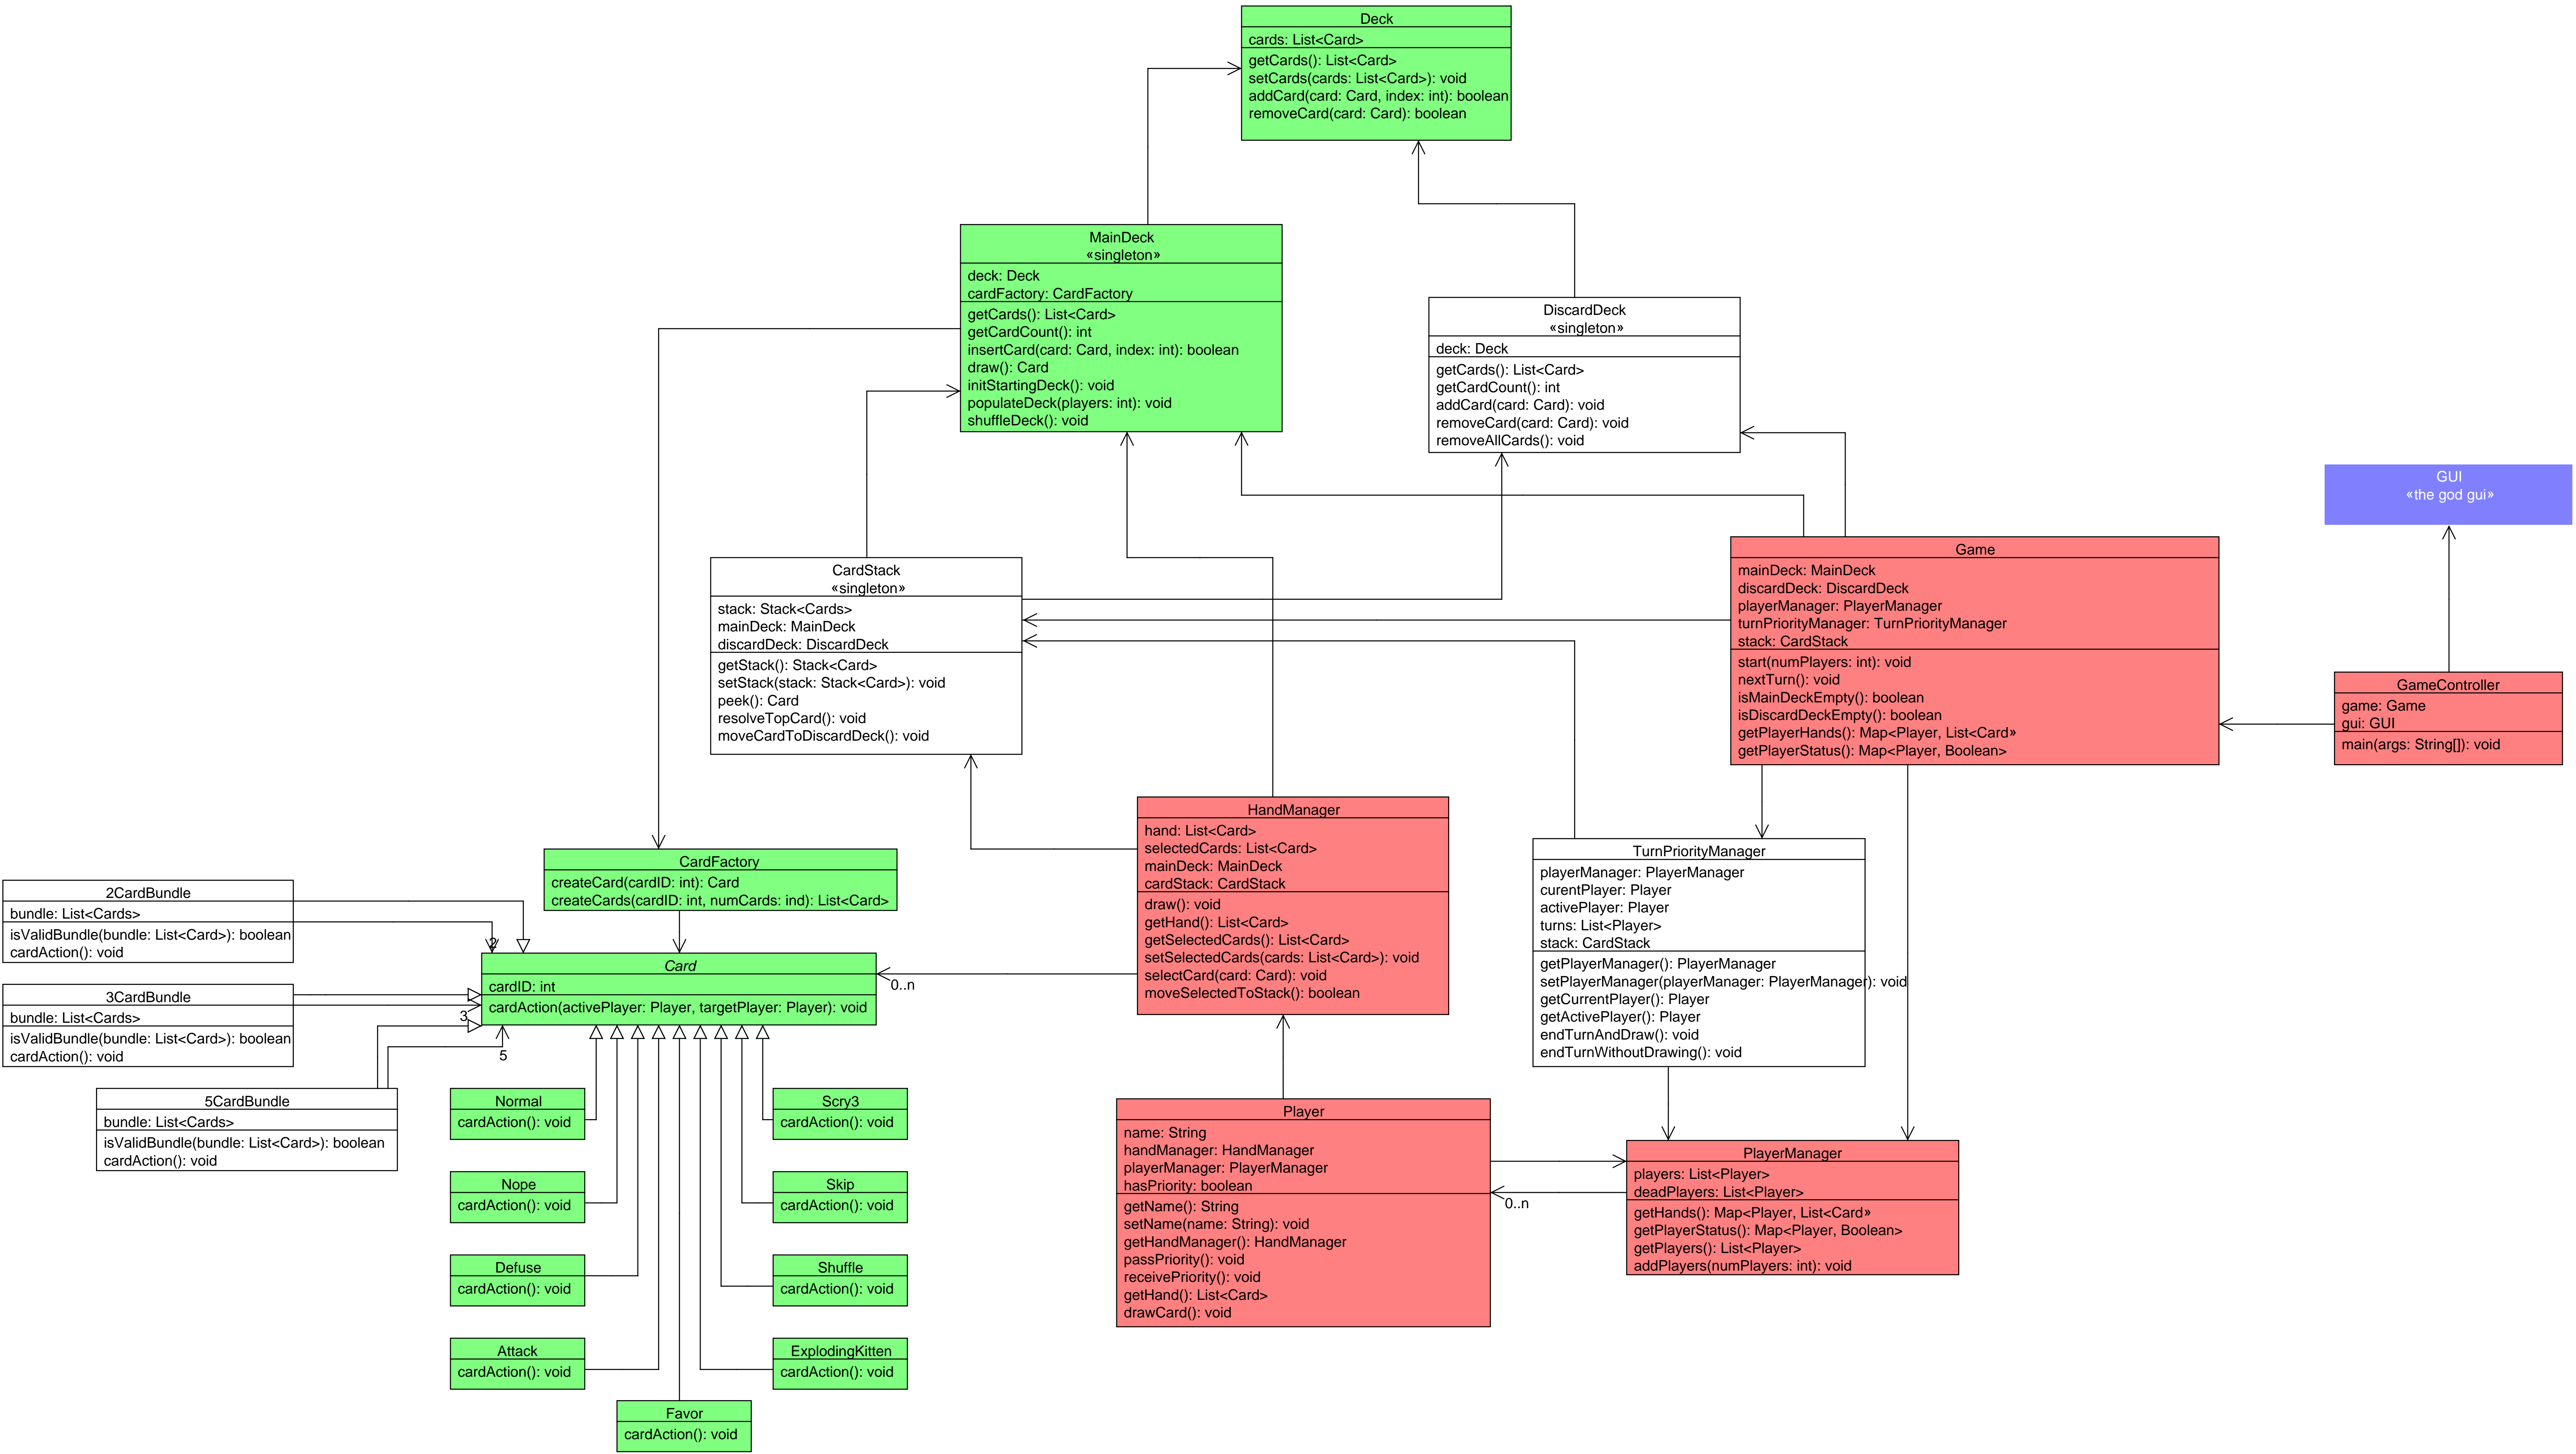 Deck
cards: List<Card>
getCards(): List<Card>
setCards(cards: List<Card>): void
addCard(card: Card, index: int): boolean
removeCard(card: Card): boolean
MainDeck
«singleton»
deck: Deck
cardFactory: CardFactory
getCards(): List<Card>
getCardCount(): int
insertCard(card: Card, index: int): boolean
draw(): Card
initStartingDeck(): void
populateDeck(players: int): void
shuffleDeck(): void
DiscardDeck
«singleton»
deck: Deck
getCards(): List<Card>
getCardCount(): int
addCard(card: Card): void
removeCard(card: Card): void
removeAllCards(): void
GUI
«the god gui»
CardStack
«singleton»
stack: Stack<Cards>
mainDeck: MainDeck
discardDeck: DiscardDeck
getStack(): Stack<Card>
setStack(stack: Stack<Card>): void
peek(): Card
resolveTopCard(): void
moveCardToDiscardDeck(): void
Game
mainDeck: MainDeck
discardDeck: DiscardDeck
playerManager: PlayerManager
turnPriorityManager: TurnPriorityManager
stack: CardStack
start(numPlayers: int): void
nextTurn(): void
isMainDeckEmpty(): boolean
isDiscardDeckEmpty(): boolean
getPlayerHands(): Map<Player, List<Card»
getPlayerStatus(): Map<Player, Boolean>
GameController
game: Game
gui: GUI
main(args: String[]): void
HandManager
hand: List<Card>
selectedCards: List<Card>
mainDeck: MainDeck
cardStack: CardStack
draw(): void
getHand(): List<Card>
getSelectedCards(): List<Card>
setSelectedCards(cards: List<Card>): void
selectCard(card: Card): void
moveSelectedToStack(): boolean
TurnPriorityManager
playerManager: PlayerManager
curentPlayer: Player
activePlayer: Player
turns: List<Player>
stack: CardStack
getPlayerManager(): PlayerManager
setPlayerManager(playerManager: PlayerManager): void
getCurrentPlayer(): Player
getActivePlayer(): Player
endTurnAndDraw(): void
endTurnWithoutDrawing(): void
CardFactory
createCard(cardID: int): Card
createCards(cardID: int, numCards: ind): List<Card>
2CardBundle
bundle: List<Cards>
isValidBundle(bundle: List<Card>): boolean
cardAction(): void
2
Card
cardID: int
cardAction(activePlayer: Player, targetPlayer: Player): void
0..n
3CardBundle
bundle: List<Cards>
isValidBundle(bundle: List<Card>): boolean
cardAction(): void
3
5
5CardBundle
bundle: List<Cards>
isValidBundle(bundle: List<Card>): boolean
cardAction(): void
Normal
cardAction(): void
Scry3
cardAction(): void
Nope
cardAction(): void
Skip
cardAction(): void
Defuse
cardAction(): void
Shuffle
cardAction(): void
Attack
cardAction(): void
ExplodingKitten
cardAction(): void
Favor
cardAction(): void
Player
name: String
handManager: HandManager
playerManager: PlayerManager
hasPriority: boolean
getName(): String
setName(name: String): void
getHandManager(): HandManager
passPriority(): void
receivePriority(): void
getHand(): List<Card>
drawCard(): void
0..n
PlayerManager
players: List<Player>
deadPlayers: List<Player>
getHands(): Map<Player, List<Card»
getPlayerStatus(): Map<Player, Boolean>
getPlayers(): List<Player>
addPlayers(numPlayers: int): void